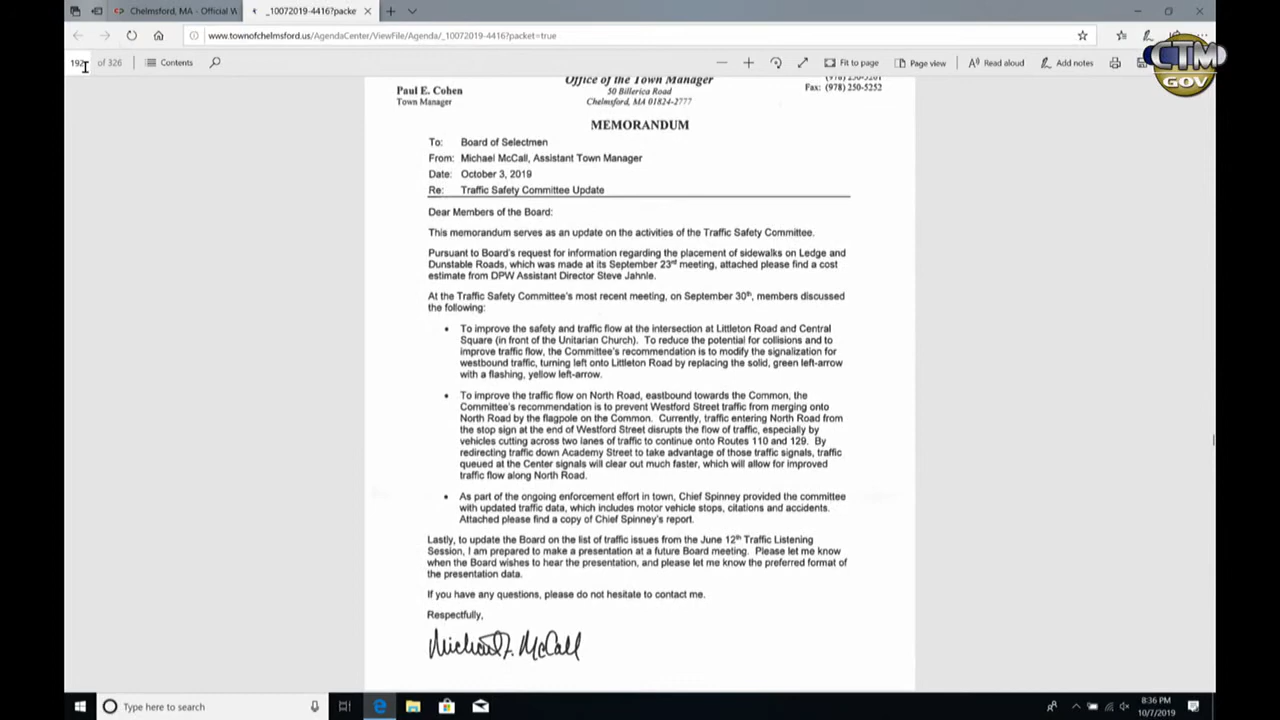 Chelmsford, MA - Official W
_10072019-4416?packe
www.townofchelmsford.us/AgendaCenter/ViewFile/Agenda/_10072019-4416?packet=true
CTM
GOV
192 of 326
Contents
Fit to page
Page view
Read aloud
Add notes
Office of the Town Manager
50 Billerica Road
Chelmsford, MA 01824-2777
Paul E. Cohen
Town Manager
Fax: (978) 250-5252
MEMORANDUM
To: Board of Selectmen
From: Michael McCall, Assistant Town Manager
Date: October 3, 2019
Re: Traffic Safety Committee Update
Dear Members of the Board:
This memorandum serves as an update on the activities of the Traffic Safety Committee.
Pursuant to Board's request for information regarding the placement of sidewalks on Ledge and
Dunstable Roads, which was made at its September 23rd meeting, attached please find a cost
estimate from DPW Assistant Director Steve Jahnle.
At the Traffic Safety Committee's most recent meeting, on September 30th, members discussed
the following:
• To improve the safety and traffic flow at the intersection at Littleton Road and Central
Square (in front of the Unitarian Church). To reduce the potential for collisions and to
improve traffic flow, the Committee's recommendation is to modify the signalization for
westbound traffic, turning left onto Littleton Road by replacing the solid, green left-arrow
with a flashing, yellow left-arrow.
• To improve the traffic flow on North Road, eastbound towards the Common, the
Committee's recommendation is to prevent Westford Street traffic from merging onto
North Road by the flagpole on the Common. Currently, traffic entering North Road from
the stop sign at the end of Westford Street disrupts the flow of traffic, especially by
vehicles cutting across two lanes of traffic to continue onto Routes 110 and 129. By
redirecting traffic down Academy Street to take advantage of those traffic signals, traffic
queued at the Center signals will clear out much faster, which will allow for improved
traffic flow along North Road.
• As part of the ongoing enforcement effort in town, Chief Spinney provided the committee
with updated traffic data, which includes motor vehicle stops, citations and accidents.
Attached please find a copy of Chief Spinney's report.
Lastly, to update the Board on the list of traffic issues from the June 12th Traffic Listening
Session, I am prepared to make a presentation at a future Board meeting. Please let me know
when the Board wishes to hear the presentation, and please let me know the preferred format of
the presentation data.
If you have any questions, please do not hesitate to contact me.
Respectfully,
Michael F. McCall
Type here to search
8:36 PM
10/7/2019